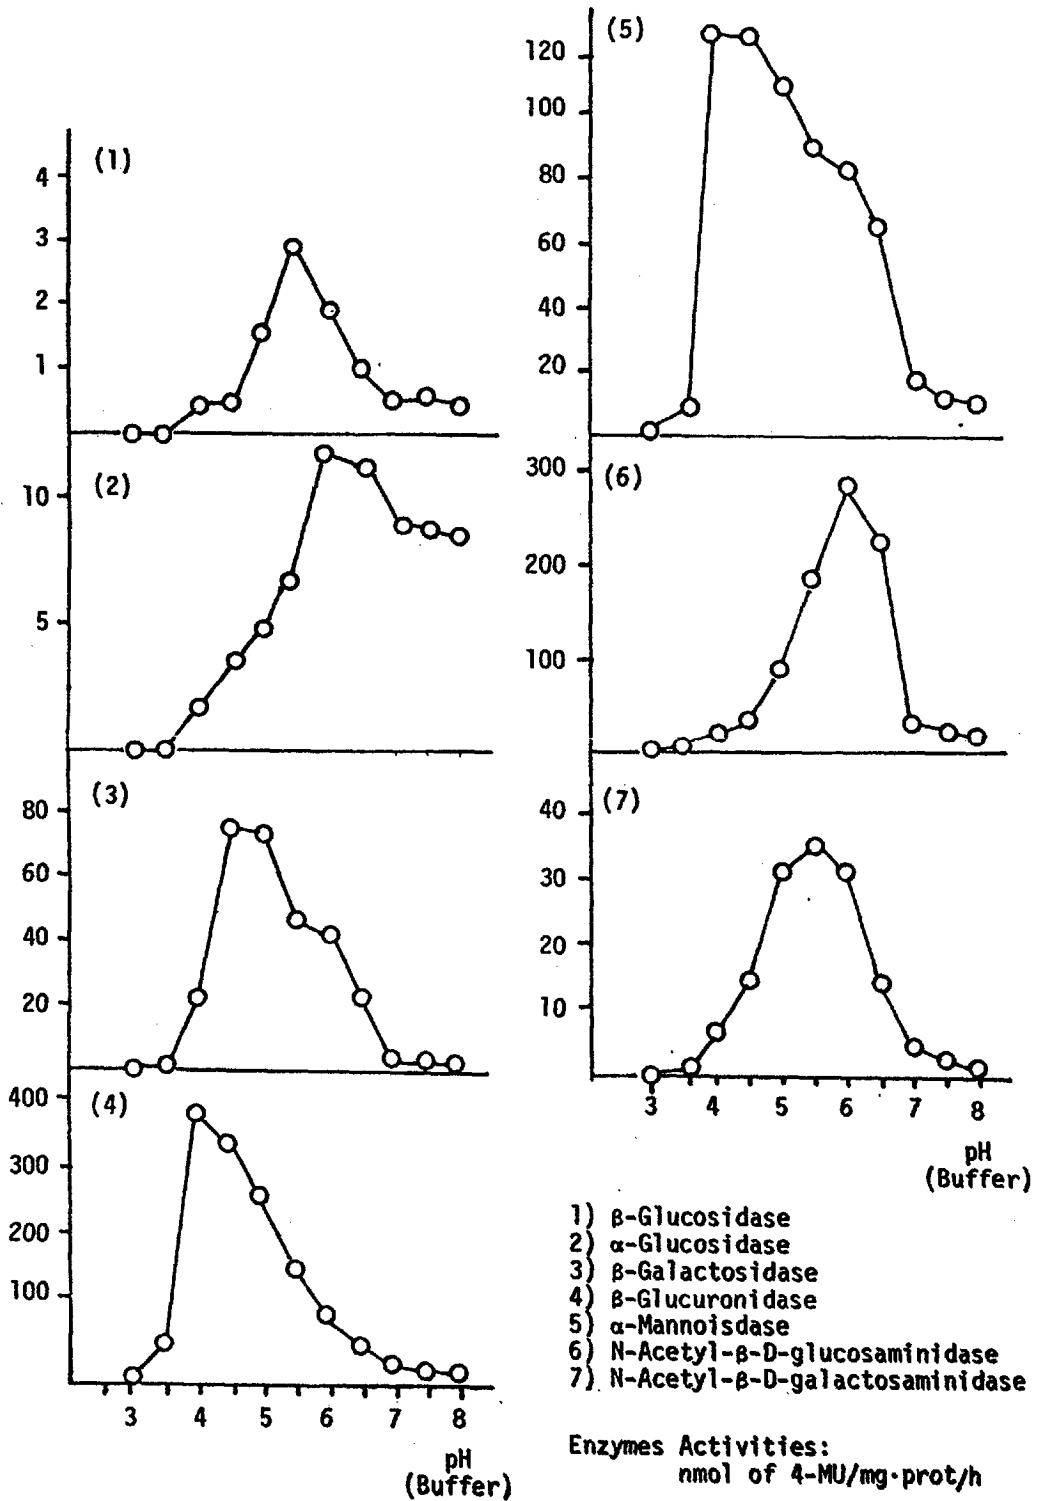 (1)
4
3
2
1
(2)
10
5
(3)
80
60
40
20
(4)
400
300
200
100
3 4 5 6 7 8
pH
(Buffer)
(5)
120
100
80
60
40
20
(6)
300
200
100
(7)
40
30
20
10
3 4 5 6 7 8
pH
(Buffer)
1) β-Glucosidase
2) α-Glucosidase
3) β-Galactosidase
4) β-Glucuronidase
5) α-Mannoisdase
6) N-Acetyl-β-D-glucosaminidase
7) N-Acetyl-β-D-galactosaminidase
Enzymes Activities:
nmol of 4-MU/mg·prot/h